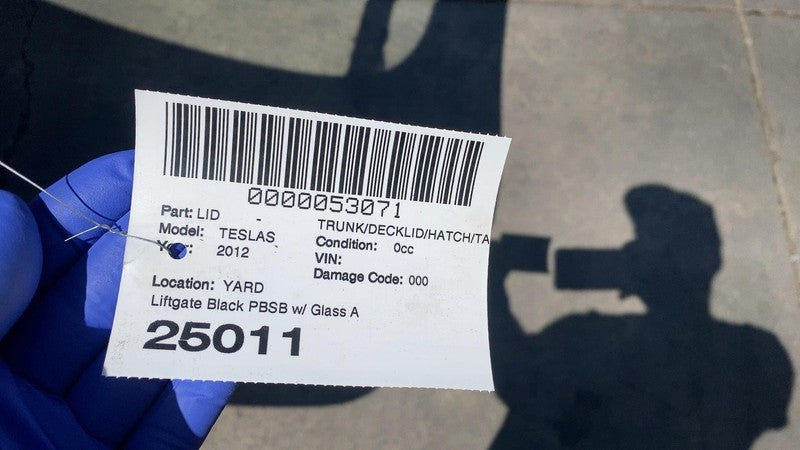 0000053071
Part: LID - TRUNK/DECKLID/HATCH/TA
Model: TESLAS Condition: 0cc
Year: 2012 VIN:
Damage Code: 000
Location: YARD
Liftgate Black PBSB w/ Glass A
25011